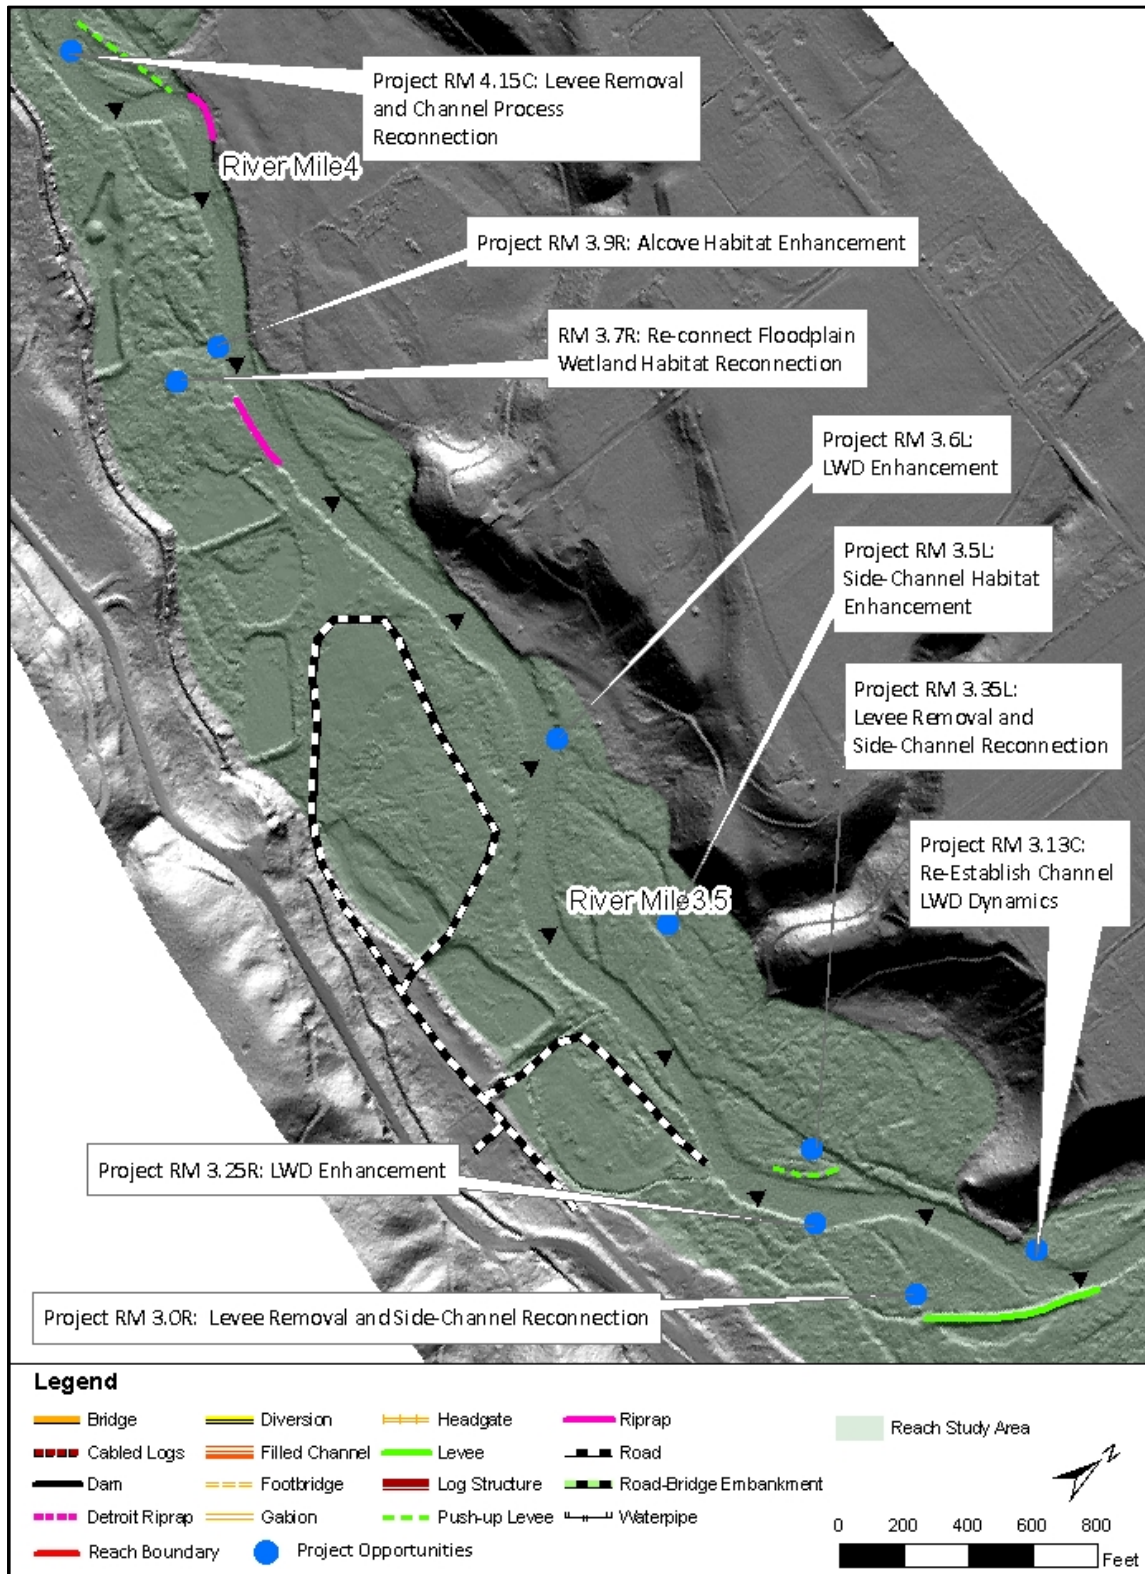 Project RM 4.15C: Levee Removal
and Channel Process
Reconnection
River Mile4
Project RM 3.9R: Alcove Habitat Enhancement
RM 3.7R: Re-connect Floodplain
Wetland Habitat Reconnection
Project RM 3.6L:
LWD Enhancement
Project RM 3.5L:
Side-Channel Habitat
Enhancement
Project RM 3.35L:
Levee Removal and
Side-Channel Reconnection
Project RM 3.13C:
Re-Establish Channel
LWD Dynamics
River Mile3.5
Project RM 3.25R: LWD Enhancement
Project RM 3.0R: Levee Removal and Side-Channel Reconnection
Legend
Bridge
Cabled Logs
Dam
Detroit Riprap
Reach Boundary
Diversion
Filled Channel
Footbridge
Gabion
Project Opportunities
Headgate
Levee
Log Structure
Push-up Levee
Riprap
Road
Road-Bridge Embankment
Waterpipe
Reach Study Area
N
0 200 400 600 800
Feet